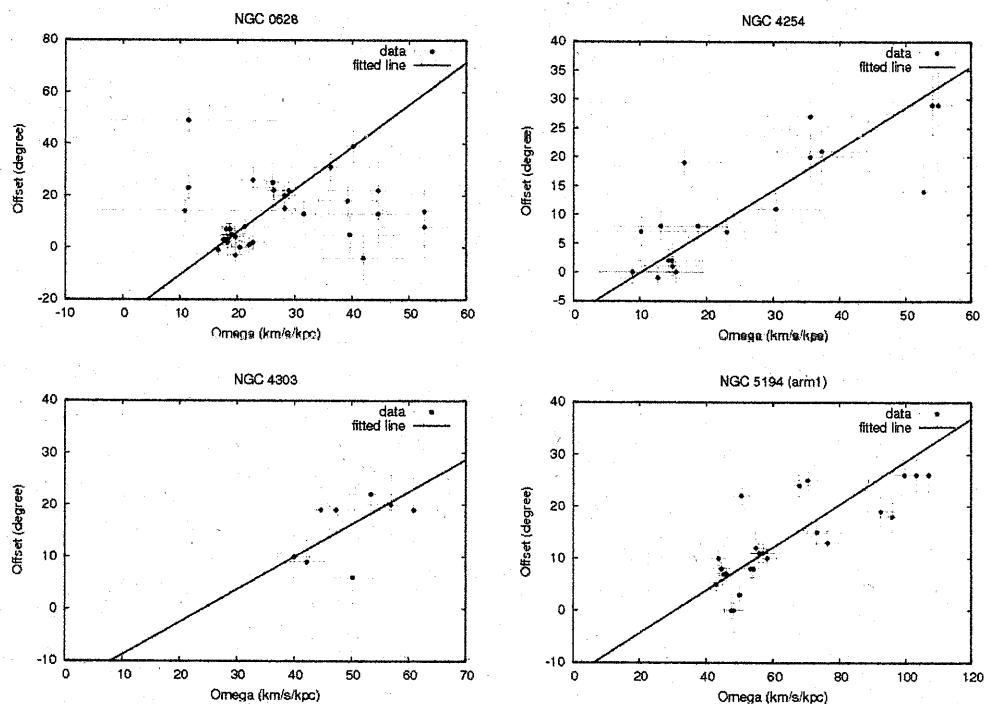 NGC 0628
80
60
40
20
0
-20
Offset (degree)
data
fitted line
-10 0 10 20 30 40 50 60
Omega (km/s/kpc)
NGC 4254
40
35
30
25
20
15
10
5
0
-5
Offset (degree)
data
fitted line
0 10 20 30 40 50 60
Omega (km/s/kpc)
NGC 4303
40
30
20
10
0
-10
Offset (degree)
data
fitted line
0 10 20 30 40 50 60 70
Omega (km/s/kpc)
NGC 5194 (arm1)
40
30
20
10
0
-10
Offset (degree)
data
fitted line
0 20 40 60 80 100 120
Omega (km/s/kpc)